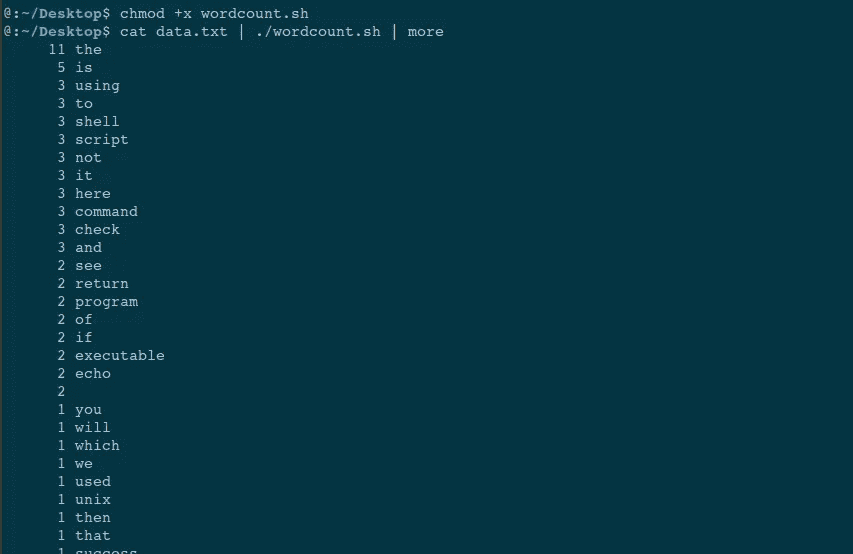 @:~/Desktop$ chmod +x wordcount.sh
@:~/Desktop$ cat data.txt | ./wordcount.sh | more
     11 the
      5 is
      3 using
      3 to
      3 shell
      3 script
      3 not
      3 it
      3 here
      3 command
      3 check
      3 and
      2 see
      2 return
      2 program
      2 of
      2 if
      2 executable
      2 echo
      2
      1 you
      1 will
      1 which
      1 we
      1 used
      1 unix
      1 then
      1 that
      1 success